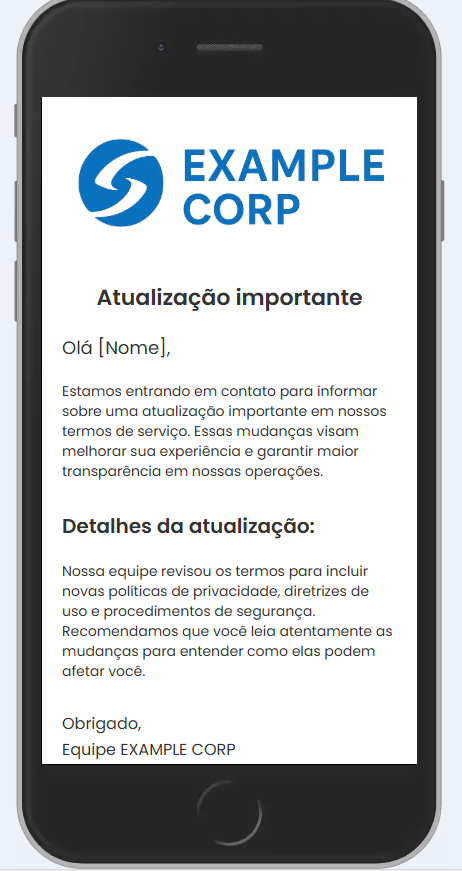 EXAMPLE
CORP
Atualização importante
Olá [Nome],
Estamos entrando em contato para informar
sobre uma atualização importante em nossos
termos de serviço. Essas mudanças visam
melhorar sua experiência e garantir maior
transparência em nossas operações.
Detalhes da atualização:
Nossa equipe revisou os termos para incluir
novas políticas de privacidade, diretrizes de
uso e procedimentos de segurança.
Recomendamos que você leia atentamente as
mudanças para entender como elas podem
afetar você.
Obrigado,
Equipe EXAMPLE CORP